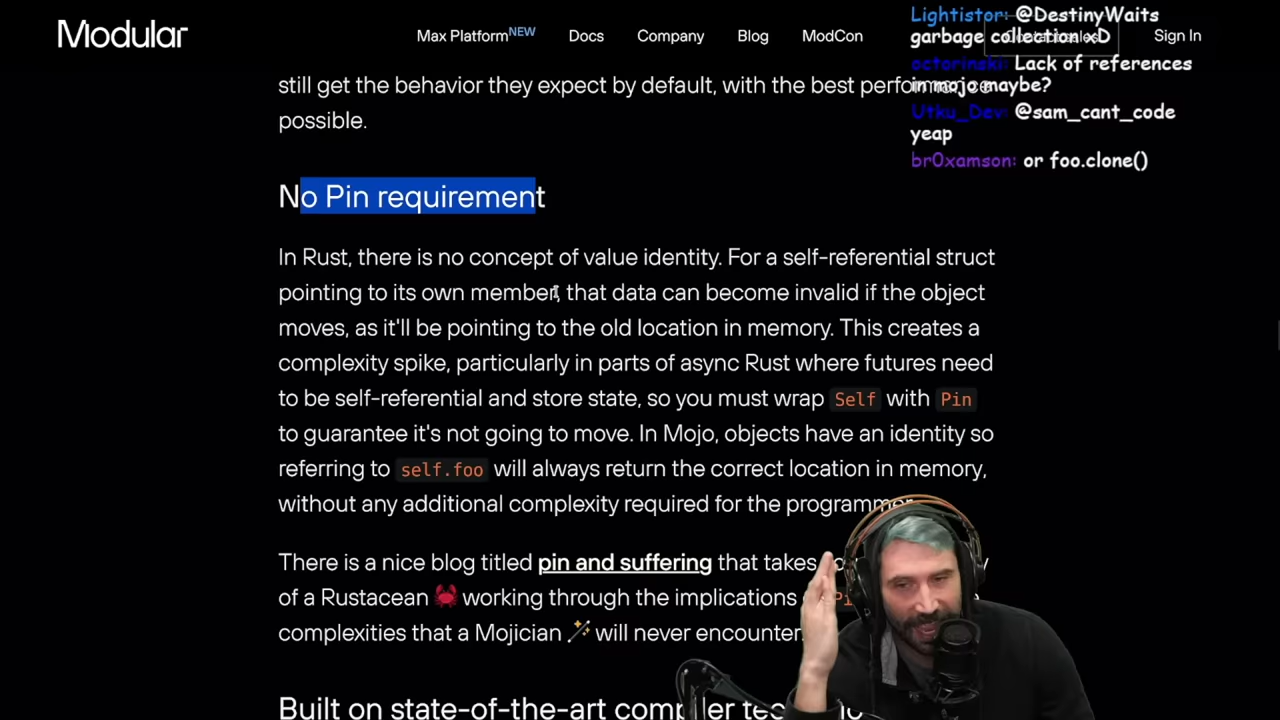 Modular
Max Platform NEW
Docs
Company
Blog
ModCon
Sign In
Lightistor: @DestinyWaits
garbage collection xD
octorinski: Lack of references
in mojo maybe?
Utku_Dev: @sam_cant_code
yeap
br0xamson: or foo.clone()
still get the behavior they expect by default, with the best
possible.
No Pin requirement
In Rust, there is no concept of value identity. For a self-referential struct
pointing to its own member, that data can become invalid if the object
moves, as it'll be pointing to the old location in memory. This creates a
complexity spike, particularly in parts of async Rust where futures need
to be self-referential and store state, so you must wrap Self with Pin
to guarantee it's not going to move. In Mojo, objects have an identity so
referring to self.foo will always return the correct location in memory,
without any additional complexity required for the programmer
There is a nice blog titled pin and suffering that takes
of a Rustacean 🦀 working through the implications
complexities that a Mojician 🪄 will never encounter.
Built on state-of-the-art compiler